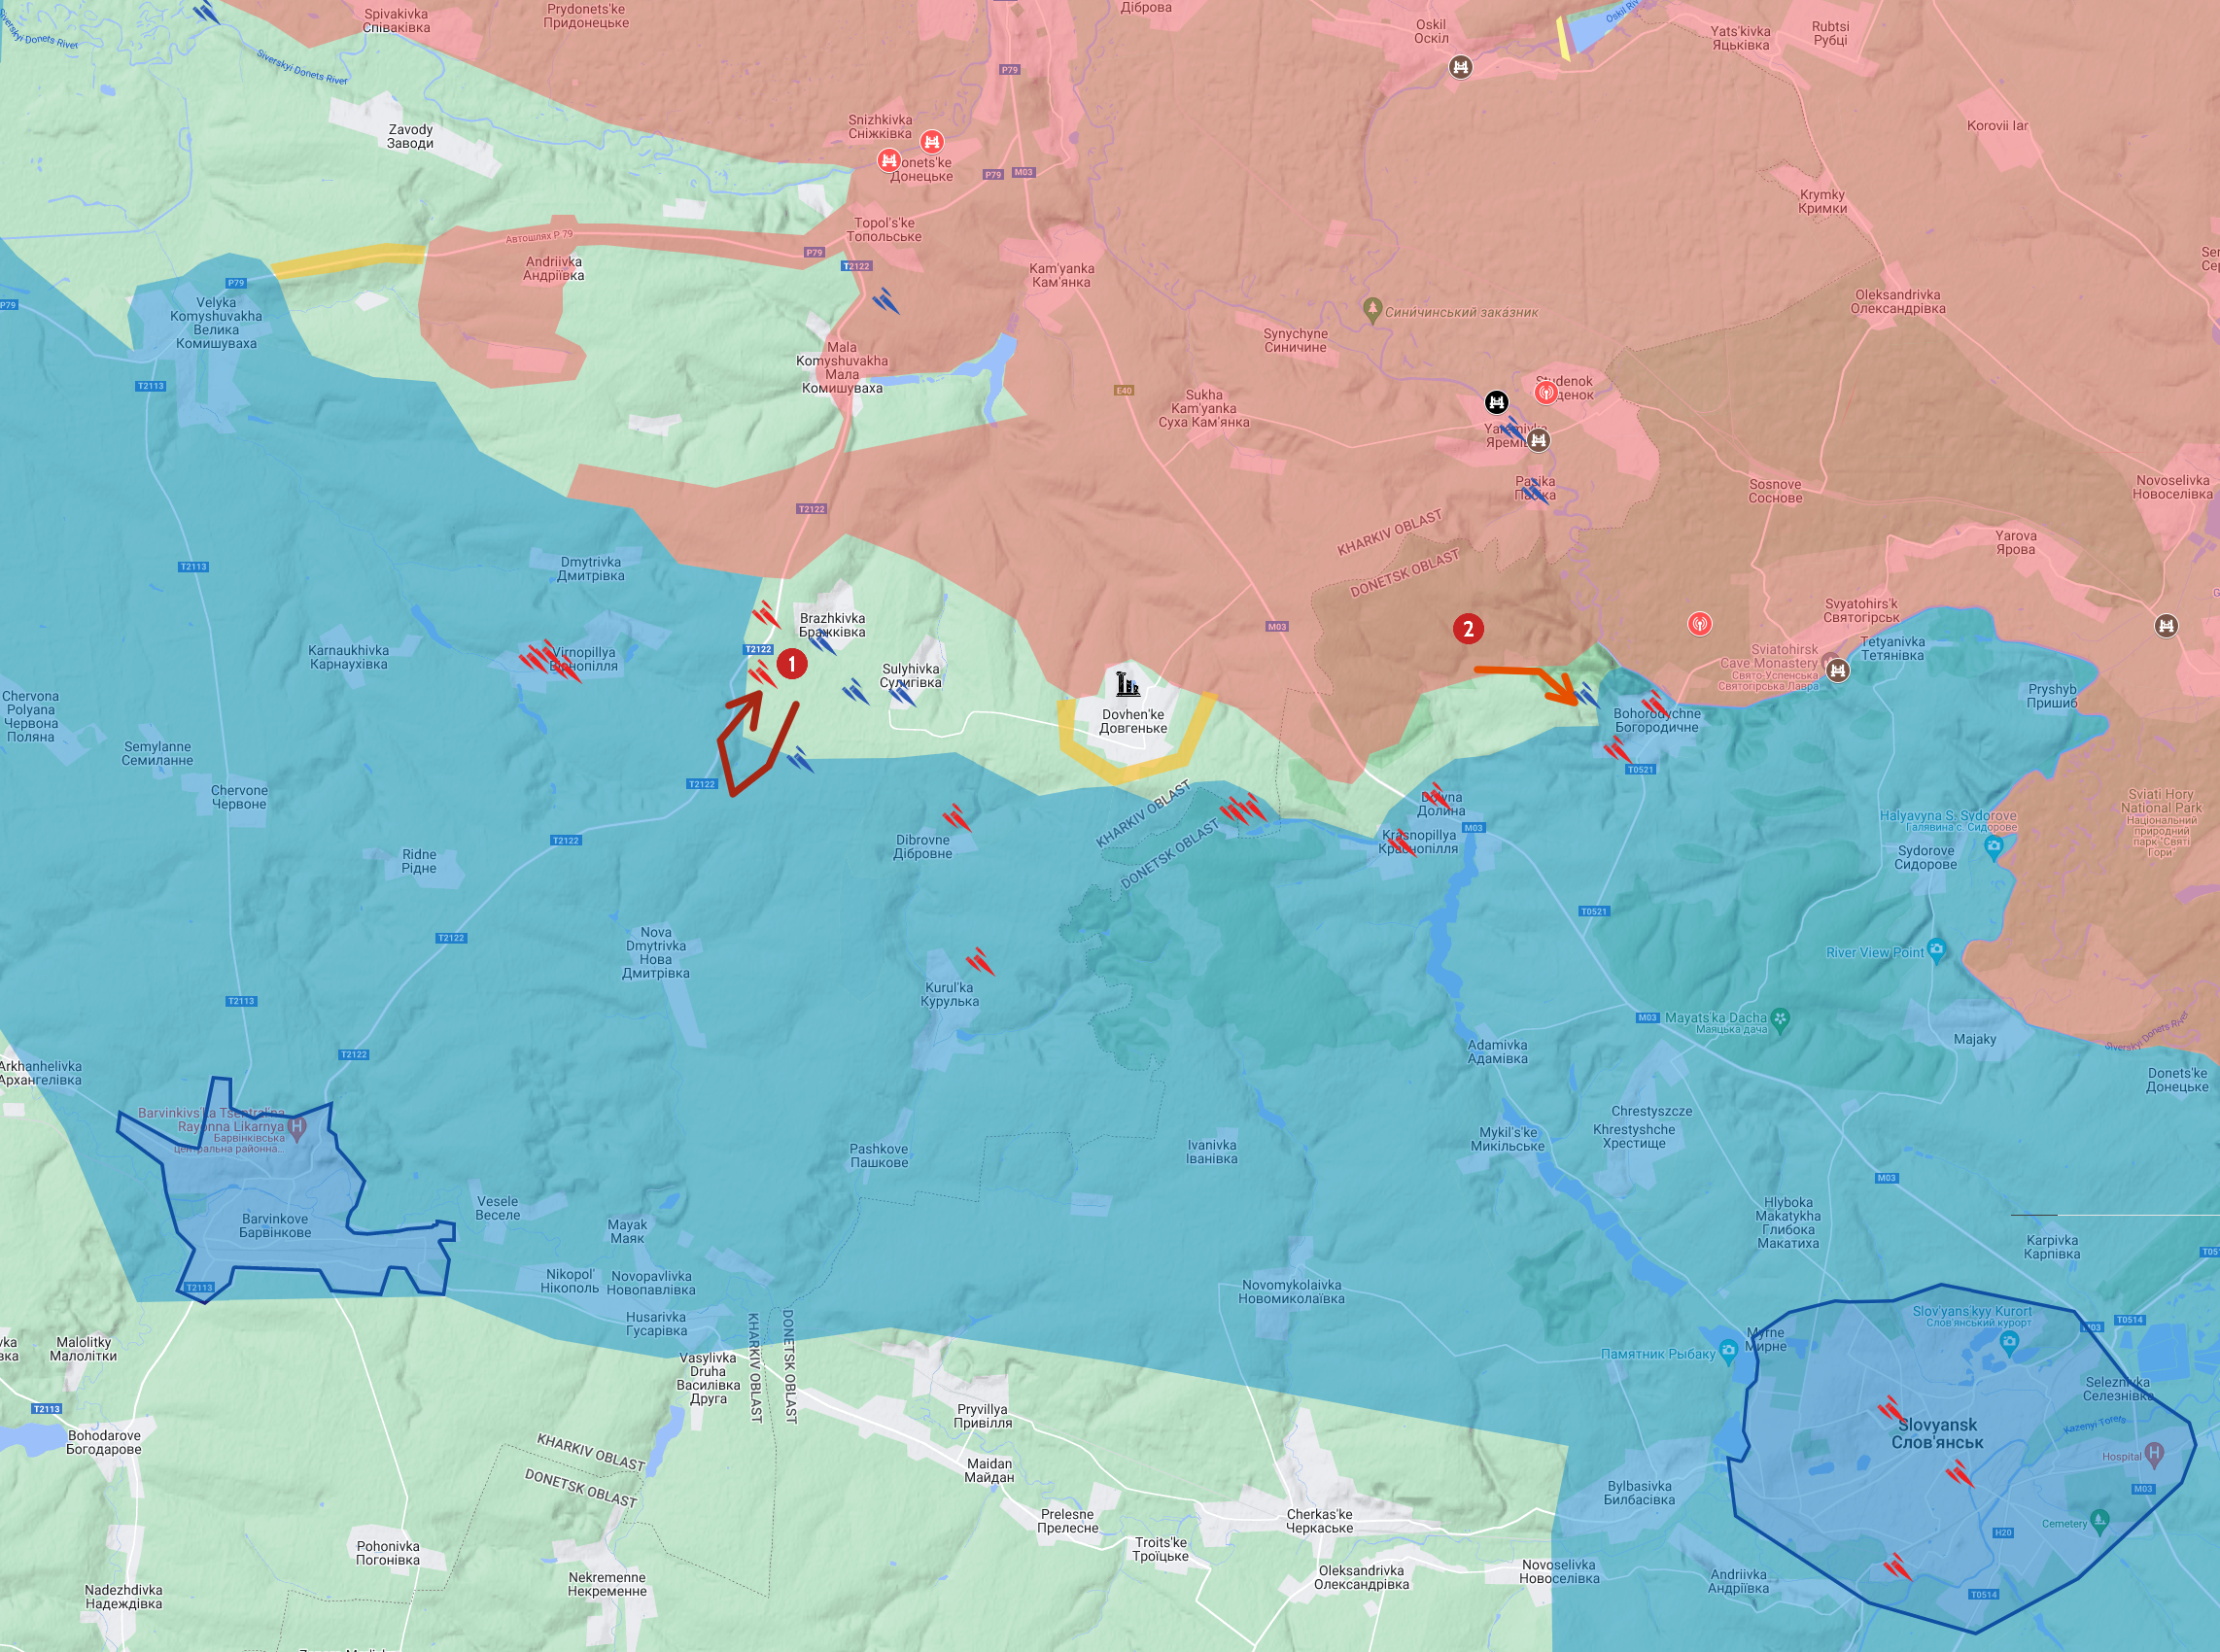 Siverskyi Donets River
Spivakivka
Співаківка
Prydonets'ke
Придонецьке
Діброва
Oskil
Оскіл
Oskil Riv
Yats'kivka
Яцьківка
Rubtsi
Рубці
Siverskyi Donets River
P79
Zavody
Заводи
Snizhkivka
Сніжківка
onets'ke
Донецьке
P79
M03
Korovii Iar
Krymky
Кримки
Topol's'ke
Топольське
Автошлях Р 79
P79
T2122
Andriivka
Андріївка
Kam'yanka
Кам'янка
P79
P79
Velyka
Komyshuvakha
Велика
Комишуваха
Oleksandrivka
Олександрівка
Сини́чинський зака́зник
Synychyne
Синичине
Mala
Komyshuvakha
Мала
Комишуваха
T2113
E40
Sukha
Kam'yanka
Суха Кам'янка
Studenok
денок
Пасіка
Sosnove
Соснове
Novoselivka
Новоселівка
T2122
KHARKIV OBLAST
DONETSK OBLAST
Yarova
Ярова
T2113
Dmytrivka
Дмитрівка
Brazhkivka
Бражківка
M03
2
Svyatohirs'k
Святогірськ
Tetyanivka
Тетянівка
Karnaukhivka
Карнаухівка
Virnopillya
Вірнопілля
T2122
1
Sulyhivka
Сулигівка
Sviatohirsk
Cave Monastery
Свято-Успенська
Святогірська Лавра
Chervona
Polyana
Червона
Поляна
Pryshyb
Пришиб
Dovhen'ke
Довгеньке
Bohorodychne
Богородичне
Semylanne
Семиланне
T0521
T2122
Chervone
Червоне
KHARKIV OBLAST
DONETSK OBLAST
Dolyna
Долина
M03
Sviati Hory
National Park
Національний
природний
парк "Святі
Гори"
Halyavyna S. Sydorove
Галявина с. Сидорове
T2122
Dibrovne
Дібровне
Krasnopillya
Краснопілля
Sydorove
Сидорове
Ridne
Рідне
T0521
T2122
Nova
Dmytrivka
Нова
Дмитрівка
River View Point
Kurul'ka
Курулька
T2113
M03
Mayats'ka Dacha
Маяцька дача
Majaky
Siverskyi Donets River
Adamivka
Адамівка
T2122
Arkhanhelivka
Архангелівка
Donets'ke
Донецьке
Barvinkivs'ka Tsentral'na
Rayonna Likarnya
Барвінківська
центральна районна...
Chrestyszcze
Khrestyshche
Хрестище
Mykil's'ke
Микільське
Pashkove
Пашкове
Ivanivka
Іванівка
M03
Vesele
Веселе
Barvinkove
Барвінкове
Mayak
Маяк
Hlyboka
Makatykha
Глибока
Макатиха
Karpivka
Карпівка
T2113
Nikopol'
Нікополь
Novopavlivka
Новопавлівка
Novomykolaivka
Новомиколаївка
Husarivka
Гусарівка
KHARKIV OBLAST
DONETSK OBLAST
Slov'yans'kyy Kurort
Слов'янський курорт
M03
T0514
Myrne
Мирне
Памятник Рыбаку
Malolitky
Малолітки
Vasylivka
Druha
Василівка
Друга
Seleznivka
Селезнівка
T2113
Pryvillya
Привілля
Slovyansk
Слов'янськ
Kazenyi Torets
Bohodarove
Богодарове
KHARKIV OBLAST
DONETSK OBLAST
Maidan
Майдан
Hospital
M03
Bylbasivka
Билбасівка
Prelesne
Прелесне
Cherkas'ke
Черкаське
Cemetery
H20
Pohonivka
Погонівка
Troits'ke
Троїцьке
Nadezhdivka
Надеждівка
Nekremenne
Некременне
Oleksandrivka
Олександрівка
Novoselivka
Новоселівка
Andriivka
Андріївка
T0514